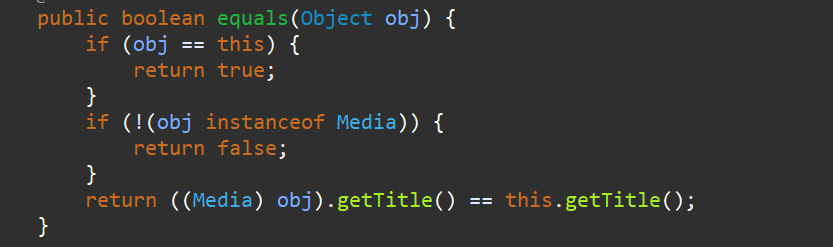 public boolean equals(Object obj) {
    if (obj == this) {
        return true;
    }
    if (!(obj instanceof Media)) {
        return false;
    }
    return ((Media) obj).getTitle() == this.getTitle();
}